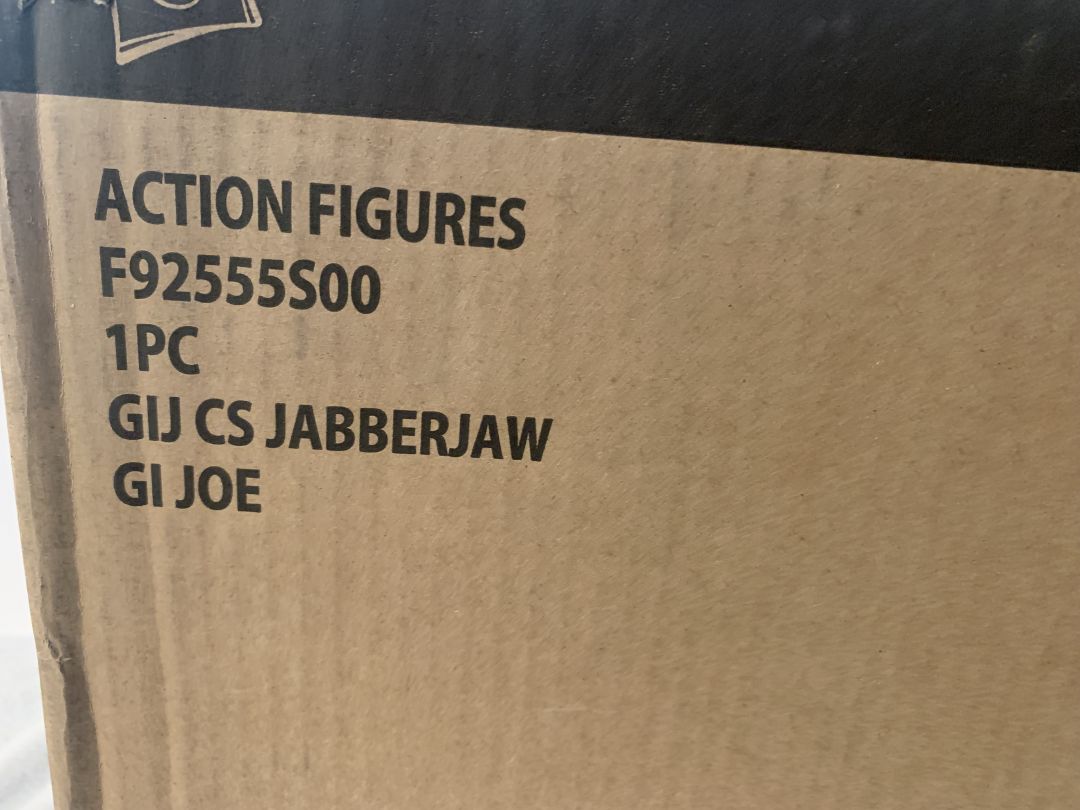 ACTION FIGURES
F92555S00
1PC
GIJ CS JABBERJAW
GI JOE